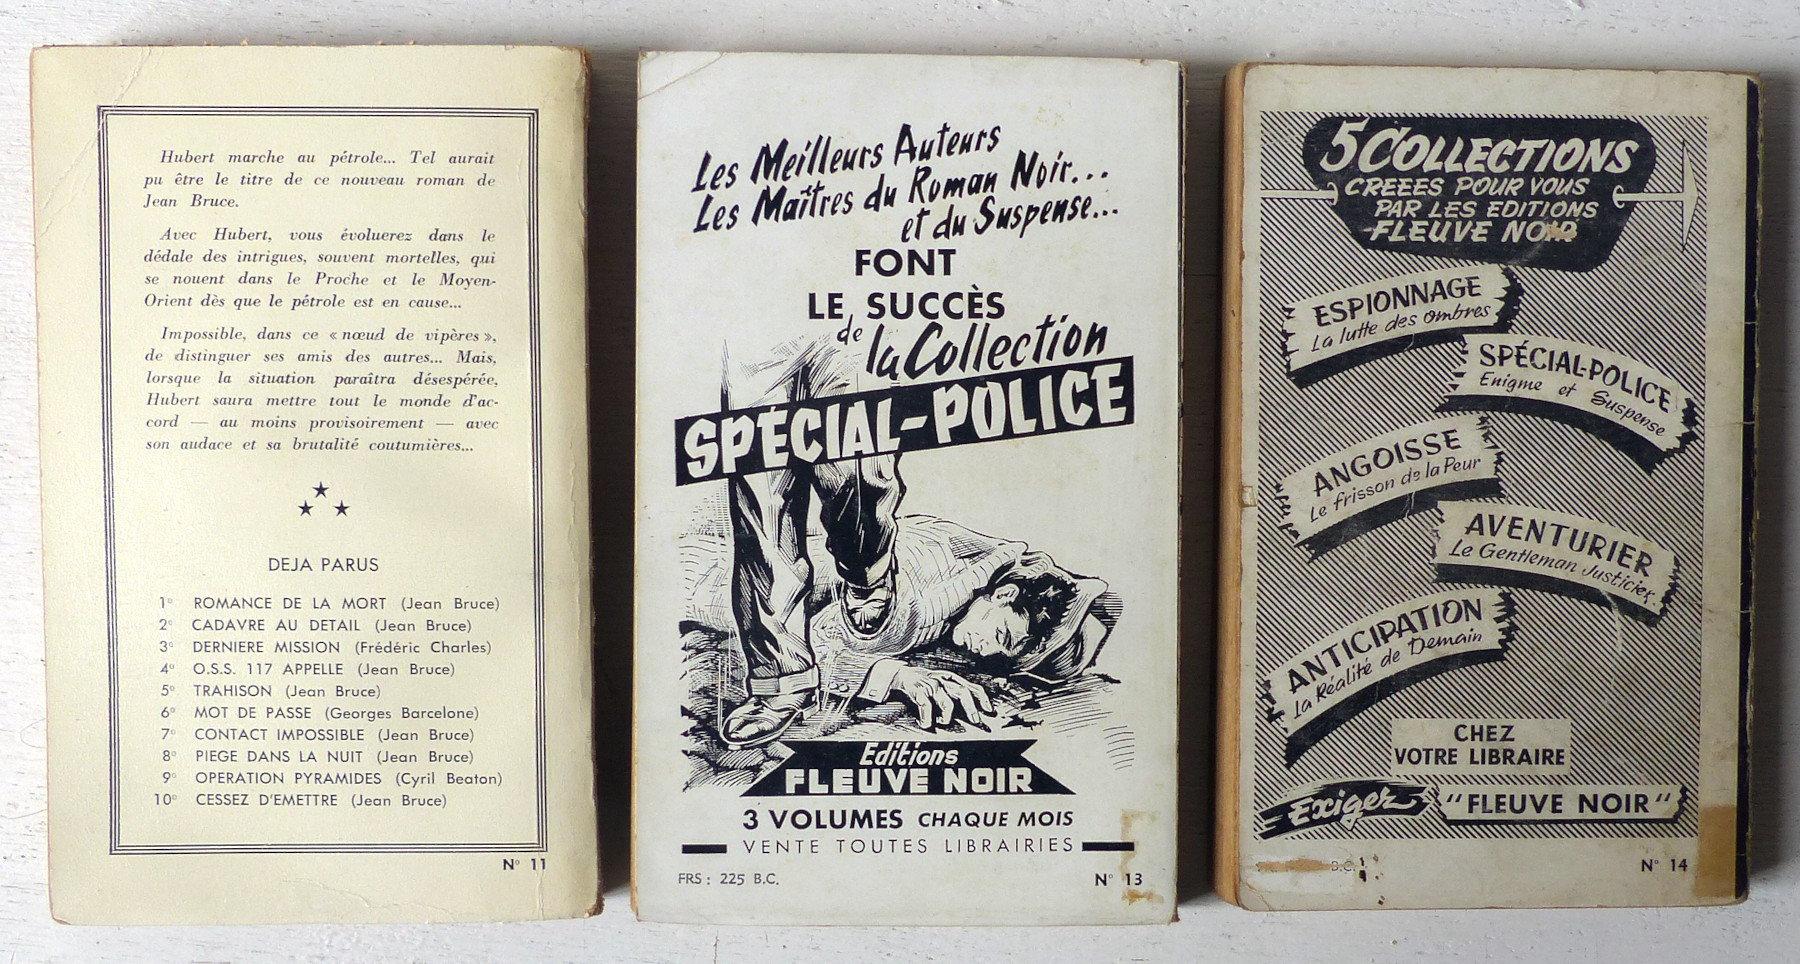 Hubert marche au pétrole... Tel aurait
pu être le titre de ce nouveau roman de
Jean Bruce.
Avec Hubert, vous évoluerez dans le
dédale des intrigues, souvent mortelles, qui
se nouent dans le Proche et le Moyen-
Orient dès que le pétrole est en cause...
Impossible, dans ce « nœud de vipères »,
de distinguer ses amis des autres... Mais,
lorsque la situation paraîtra désespérée,
Hubert saura mettre tout le monde d'ac-
cord — au moins provisoirement — avec
son audace et sa brutalité coutumières...
DEJA PARUS
1° ROMANCE DE LA MORT (Jean Bruce)
2° CADAVRE AU DETAIL (Jean Bruce)
3° DERNIERE MISSION (Frédéric Charles)
4° O.S.S. 117 APPELLE (Jean Bruce)
5° TRAHISON (Jean Bruce)
6° MOT DE PASSE (Georges Barcelone)
7° CONTACT IMPOSSIBLE (Jean Bruce)
8° PIEGE DANS LA NUIT (Jean Bruce)
9° OPERATION PYRAMIDES (Cyril Beaton)
10° CESSEZ D'EMETTRE (Jean Bruce)
N° 11
Les Meilleurs Auteurs
Les Maîtres du Roman Noir...
et du Suspense...
FONT
LE SUCCÈS
de la Collection
SPÉCIAL-POLICE
Editions
FLEUVE NOIR
3 VOLUMES CHAQUE MOIS
VENTE TOUTES LIBRAIRIES
FRS : 225 B.C.
N° 13
5 COLLECTIONS
CREEES POUR VOUS
PAR LES EDITIONS
FLEUVE NOIR
ESPIONNAGE
La lutte des ombres
SPÉCIAL-POLICE
Enigme et Suspense
ANGOISSE
Le frisson de la Peur
AVENTURIER
Le Gentleman Justicier.
ANTICIPATION
La Réalité de Demain
CHEZ
VOTRE LIBRAIRE
Exigez "FLEUVE NOIR"
B.C.
N° 14